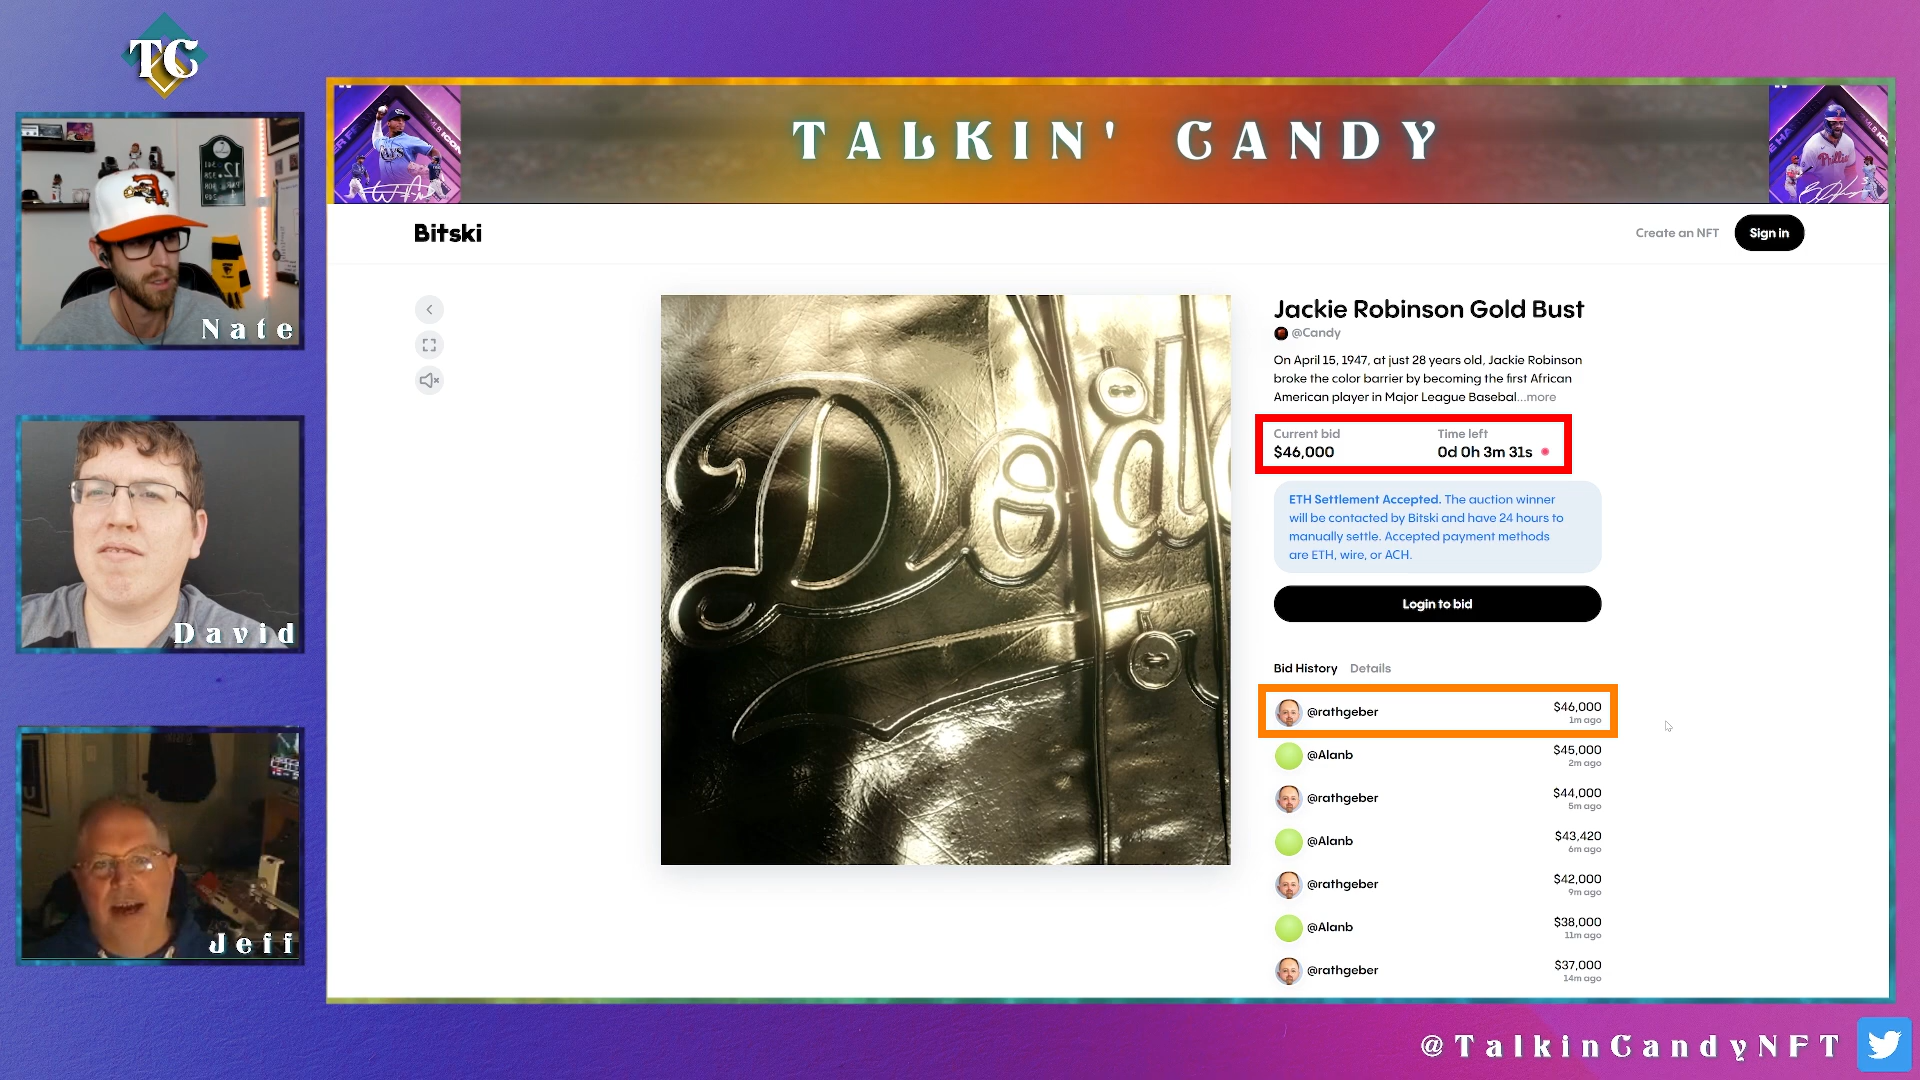 TC
TALKIN' CANDY
Nate
David
Jeff
Bitski
Create an NFT
Sign in
Jackie Robinson Gold Bust
@Candy
On April 15, 1947, at just 28 years old, Jackie Robinson
broke the color barrier by becoming the first African
American player in Major League Basebal...more
Current bid
Time left
$46,000
0d 0h 3m 31s
ETH Settlement Accepted. The auction winner
will be contacted by Bitski and have 24 hours to
manually settle. Accepted payment methods
are ETH, wire, or ACH.
Login to bid
Bid History
Details
@rathgeber
$46,000
1m ago
@Alanb
$45,000
2m ago
@rathgeber
$44,000
5m ago
@Alanb
$43,420
6m ago
@rathgeber
$42,000
9m ago
@Alanb
$38,000
11m ago
@rathgeber
$37,000
14m ago
@TalkinCandyNFT